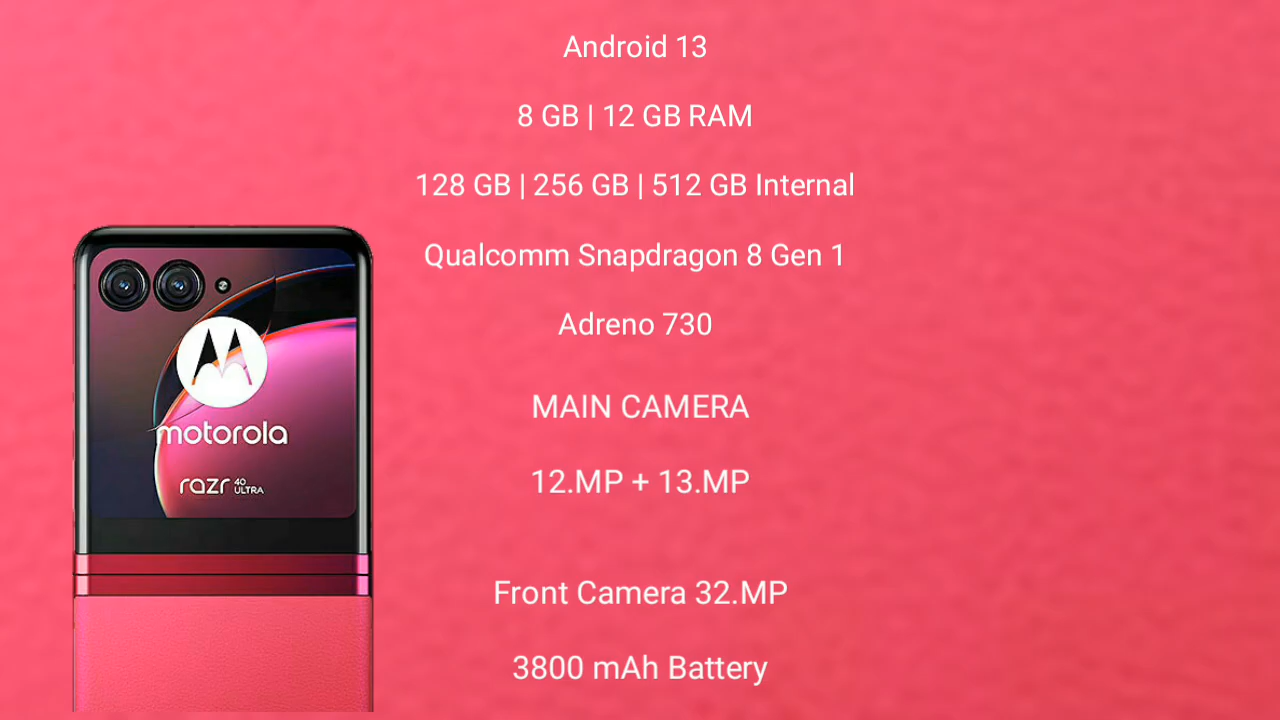 Android 13
8 GB | 12 GB RAM
128 GB | 256 GB | 512 GB Internal
Qualcomm Snapdragon 8 Gen 1
Adreno 730
MAIN CAMERA
12.MP + 13.MP
Front Camera 32.MP
3800 mAh Battery
motorola
razr 40 ULTRA